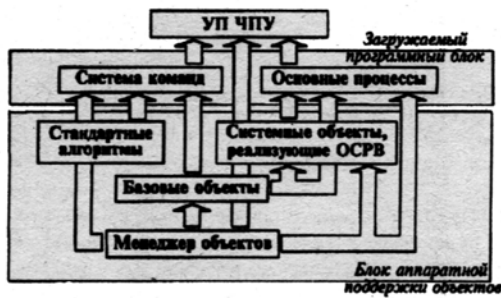 УП ЧПУ
Загружаемый
программный блок
Система команд
Основные процессы
Стандартные
алгоритмы
Системные объекты,
реализующие ОСРВ
Базовые объекты
Менеджер объектов
Блок аппаратной
поддержки объектов